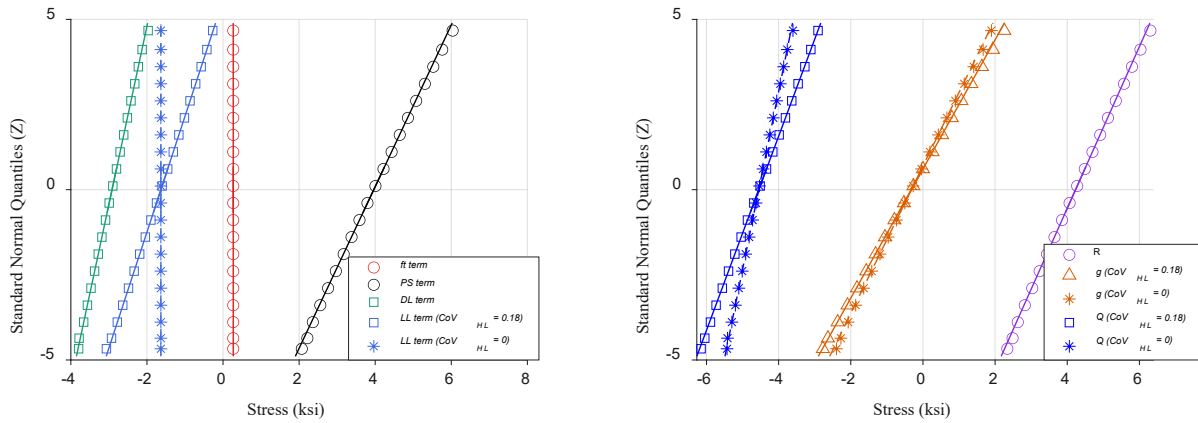 5
0
-5
-4
-2
0
2
4
6
8
Standard Normal Quantiles (Z)
Stress (ksi)
ft term
PS term
DL term
LL term (CoV HL = 0.18)
LL term (CoV HL = 0)
5
0
-5
-6
-4
-2
0
2
4
6
Standard Normal Quantiles (Z)
Stress (ksi)
R
g (CoV HL = 0.18)
g (CoV HL = 0)
Q (CoV HL = 0.18)
Q (CoV HL = 0)